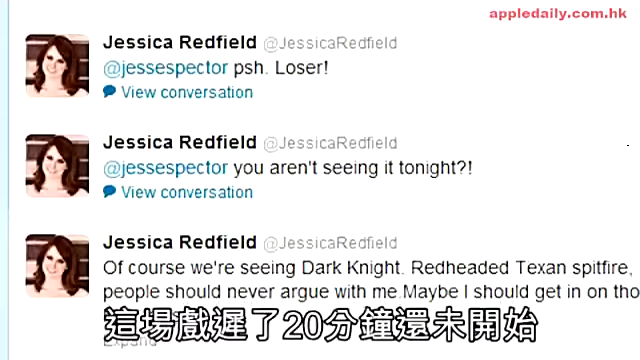 appledaily.com.hk
Jessica Redfield @JessicaRedfield
@jessespector psh. Loser!
View conversation
Jessica Redfield @JessicaRedfield
@jessespector you aren't seeing it tonight?!
View conversation
Jessica Redfield @JessicaRedfield
Of course we're seeing Dark Knight. Redheaded Texan spitfire,
people should never argue with me.Maybe I should get in on tho
這場戲遲了20分鐘還未開始
Expand